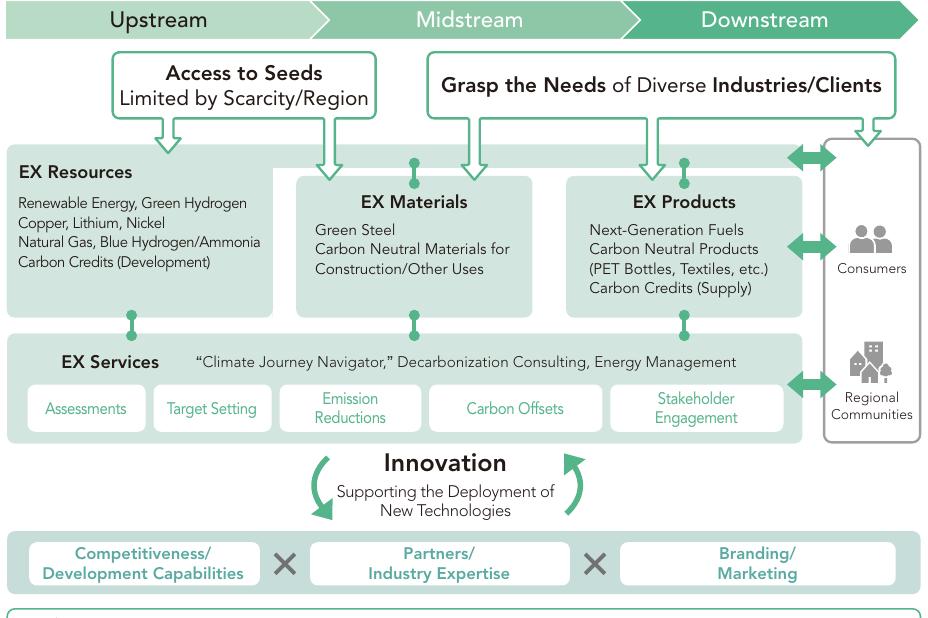 Upstream
Midstream
Downstream
Access to Seeds
Limited by Scarcity/Region
Grasp the Needs of Diverse Industries/Clients
EX Resources
Renewable Energy, Green Hydrogen
Copper, Lithium, Nickel
Natural Gas, Blue Hydrogen/Ammonia
Carbon Credits (Development)
EX Materials
Green Steel
Carbon Neutral Materials for
Construction/Other Uses
EX Products
Next-Generation Fuels
Carbon Neutral Products
(PET Bottles, Textiles, etc.)
Carbon Credits (Supply)
Consumers
Regional
Communities
EX Services
“Climate Journey Navigator,” Decarbonization Consulting, Energy Management
Assessments
Target Setting
Emission
Reductions
Carbon Offsets
Stakeholder
Engagement
Innovation
Supporting the Deployment of
New Technologies
Competitiveness/
Development Capabilities
Partners/
Industry Expertise
Branding/
Marketing